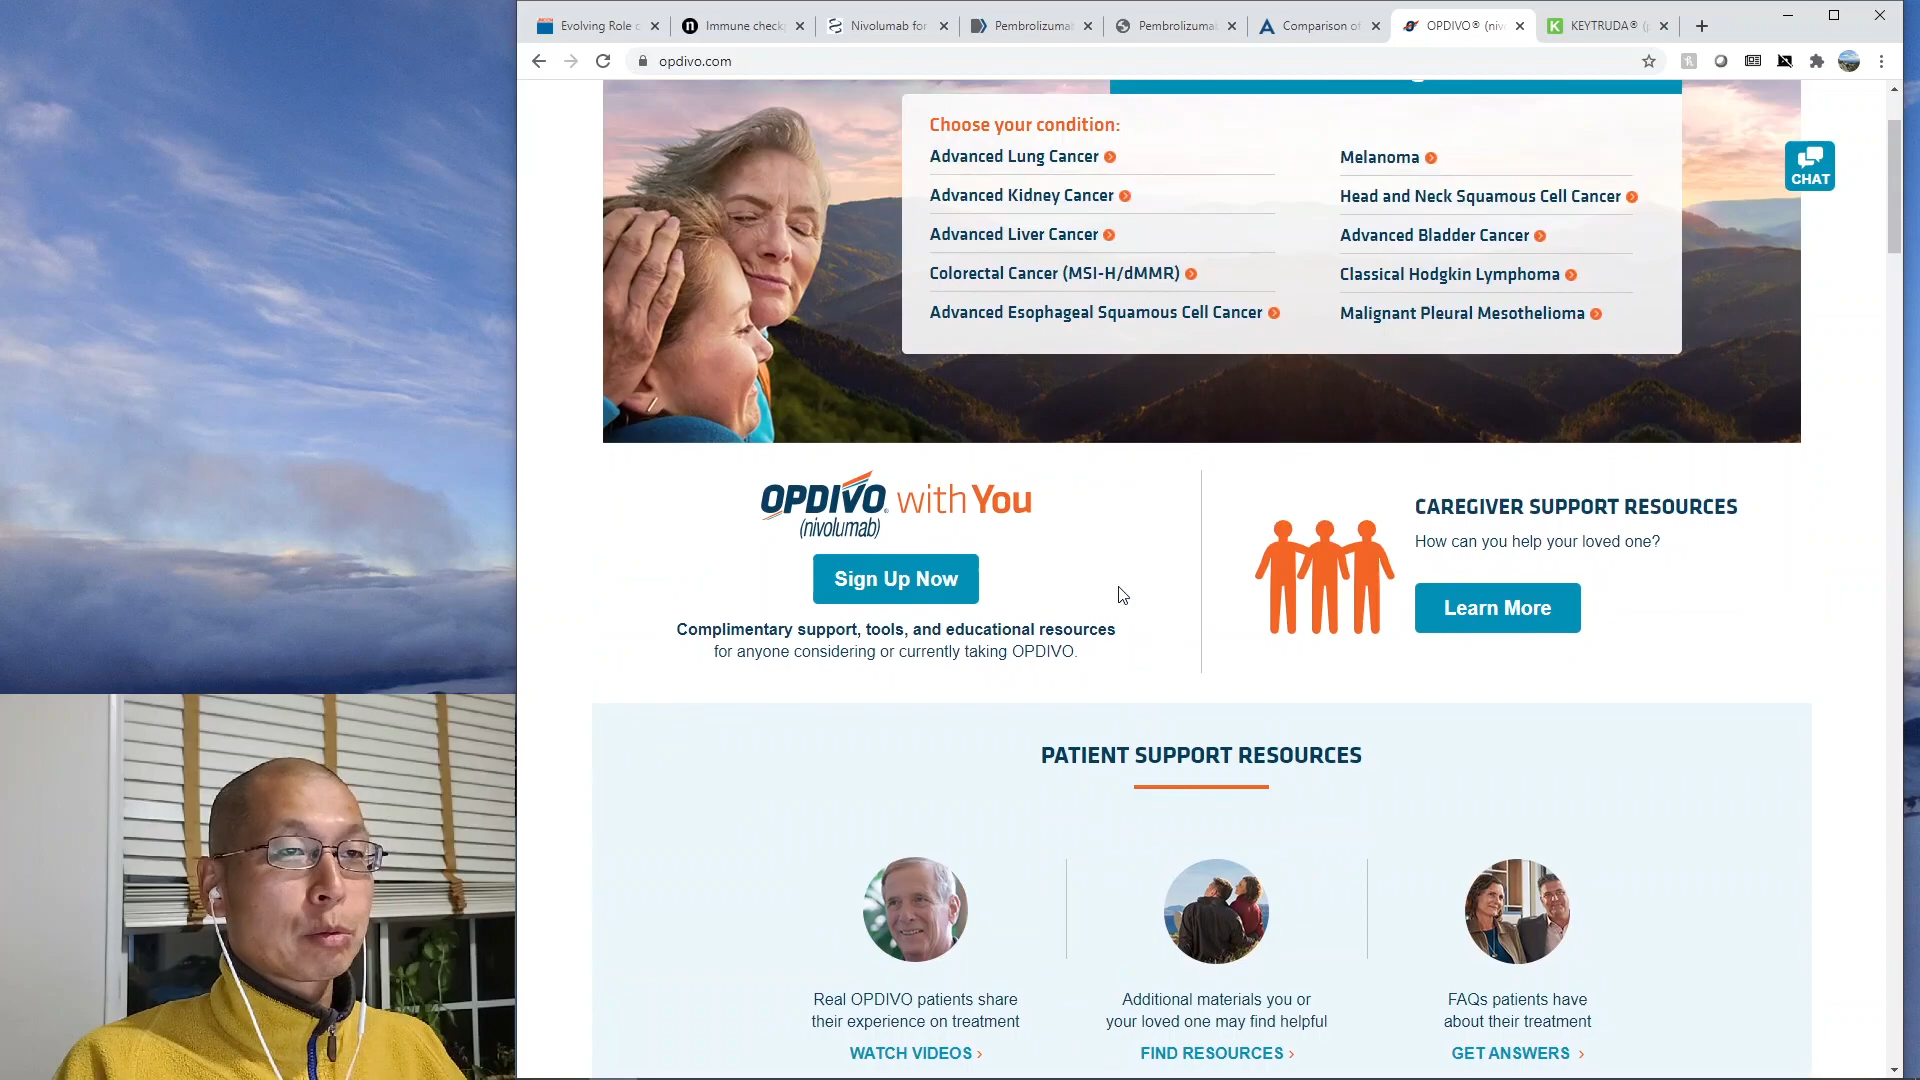 Evolving Role
Immune check
Nivolumab for
Pembrolizuma
Pembrolizuma
Comparison of
OPDIVO® (niv
KEYTRUDA® (
opdivo.com
Choose your condition:
Advanced Lung Cancer
Advanced Kidney Cancer
Advanced Liver Cancer
Colorectal Cancer (MSI-H/dMMR)
Advanced Esophageal Squamous Cell Cancer
Melanoma
Head and Neck Squamous Cell Cancer
Advanced Bladder Cancer
Classical Hodgkin Lymphoma
Malignant Pleural Mesothelioma
CHAT
OPDIVO® with You
(nivolumab)
Sign Up Now
Complimentary support, tools, and educational resources
for anyone considering or currently taking OPDIVO.
CAREGIVER SUPPORT RESOURCES
How can you help your loved one?
Learn More
PATIENT SUPPORT RESOURCES
Real OPDIVO patients share
their experience on treatment
WATCH VIDEOS
Additional materials you or
your loved one may find helpful
FIND RESOURCES
FAQs patients have
about their treatment
GET ANSWERS